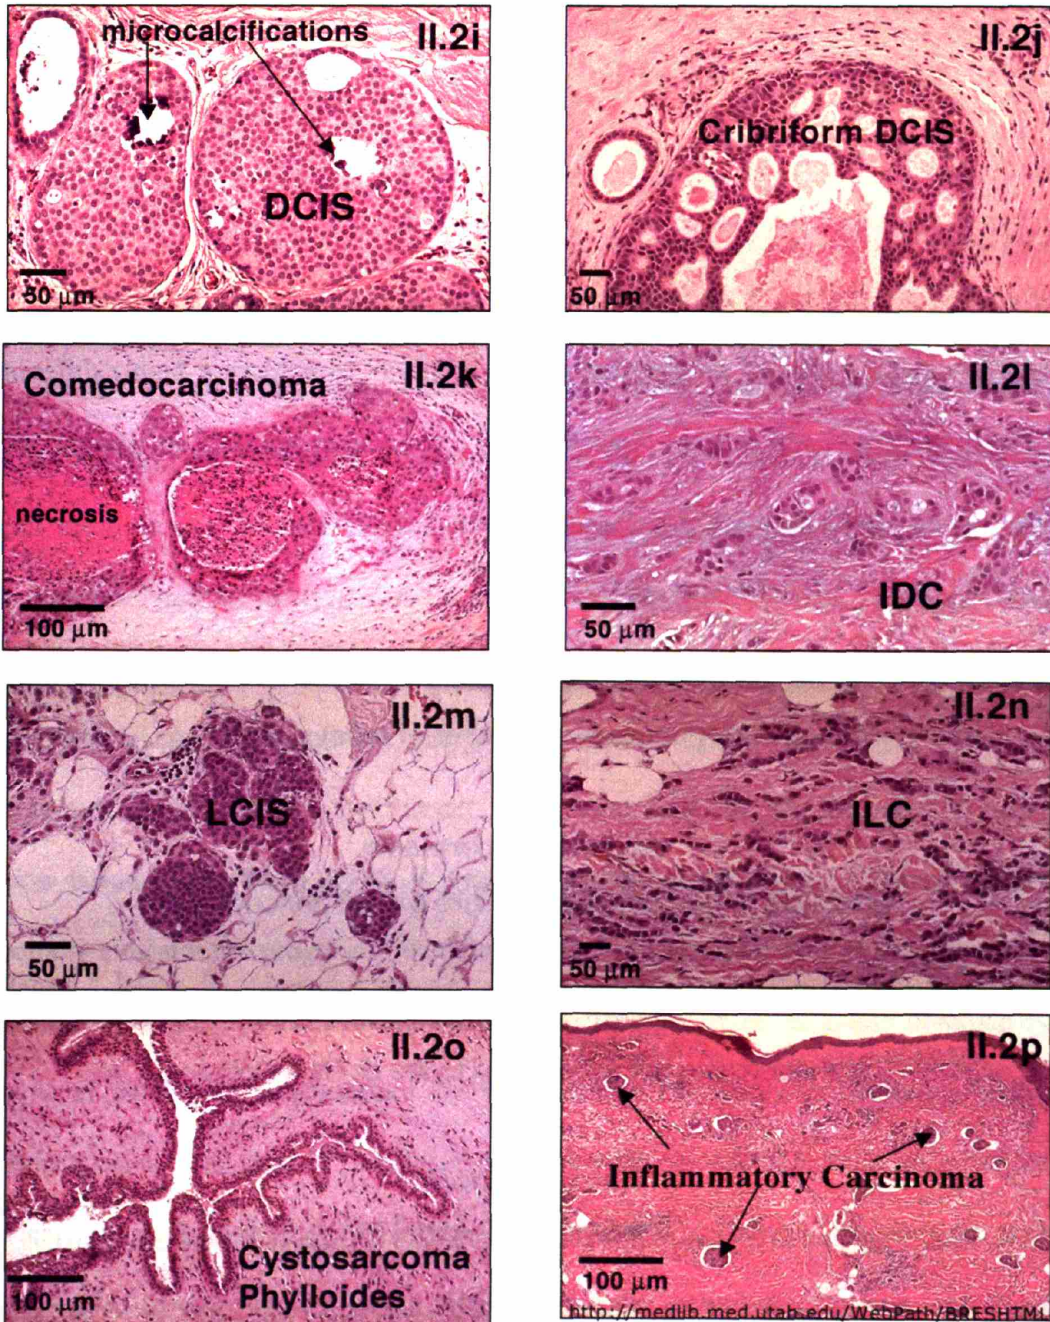 microcalcifications
II.2i
DCIS
50 μm
II.2j
Cribriform DCIS
50 μm
Comedocarcinoma
II.2k
necrosis
100 μm
II.2l
IDC
50 μm
II.2m
LCIS
50 μm
II.2n
ILC
50 μm
II.2o
Cystosarcoma
Phylloides
100 μm
II.2p
Inflammatory Carcinoma
100 μm
http://medlib.med.utah.edu/WebPath/BRESHTML